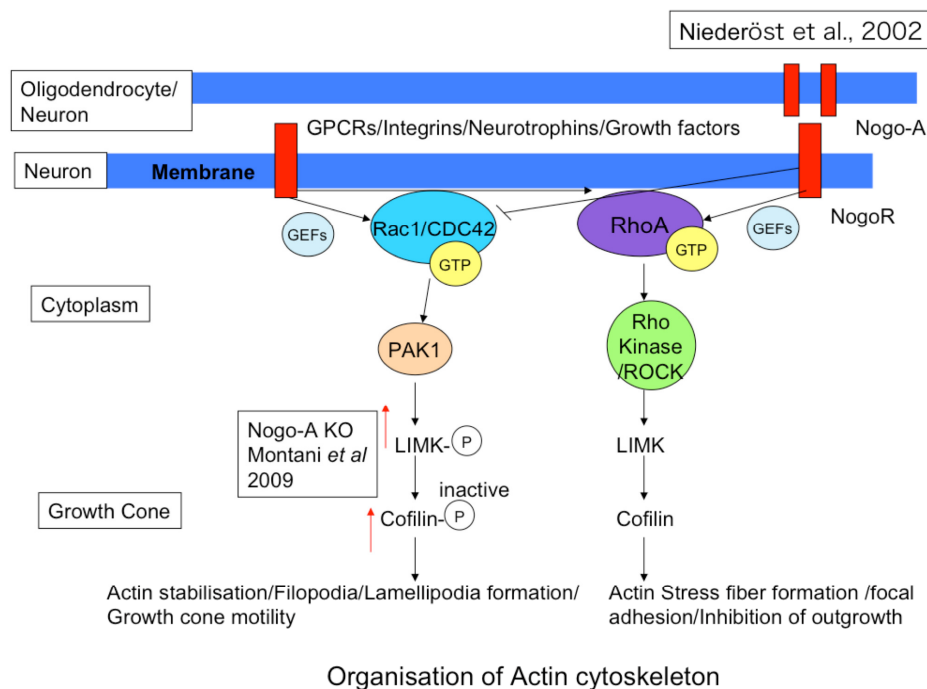 Niederöst et al., 2002
Oligodendrocyte/
Neuron
GPCRs/Integrins/Neurotrophins/Growth factors
Nogo-A
Neuron
Membrane
NogoR
GEFs
Rac1/CDC42
GTP
RhoA
GTP
GEFs
Cytoplasm
PAK1
Rho
Kinase
/ROCK
Nogo-A KO
Montani et al
2009
LIMK-P
LIMK
inactive
Growth Cone
Cofilin-P
Cofilin
Actin stabilisation/Filopodia/Lamellipodia formation/
Growth cone motility
Actin Stress fiber formation /focal
adhesion/Inhibition of outgrowth
Organisation of Actin cytoskeleton